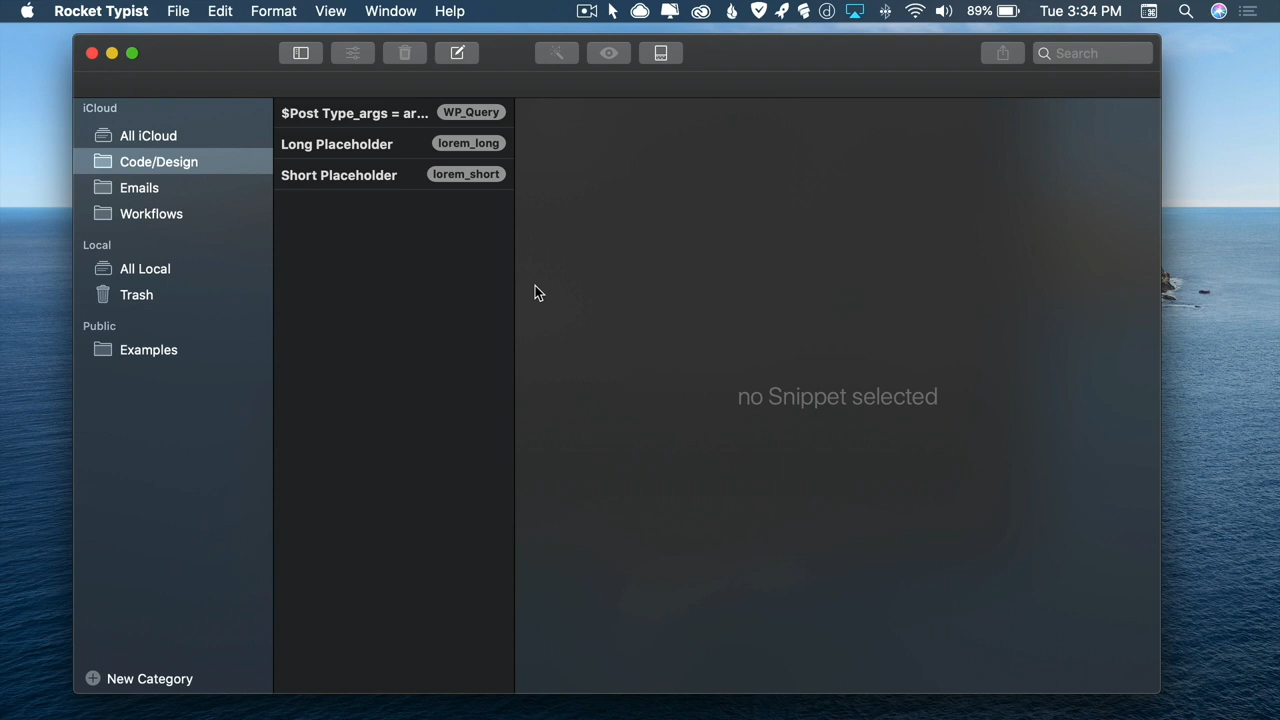 Rocket Typist File Edit Format View Window Help 89% Tue 3:34 PM
Search
iCloud
All iCloud
Code/Design
Emails
Workflows
Local
All Local
Trash
Public
Examples
New Category
$Post Type_args = ar... WP_Query
Long Placeholder lorem_long
Short Placeholder lorem_short
no Snippet selected